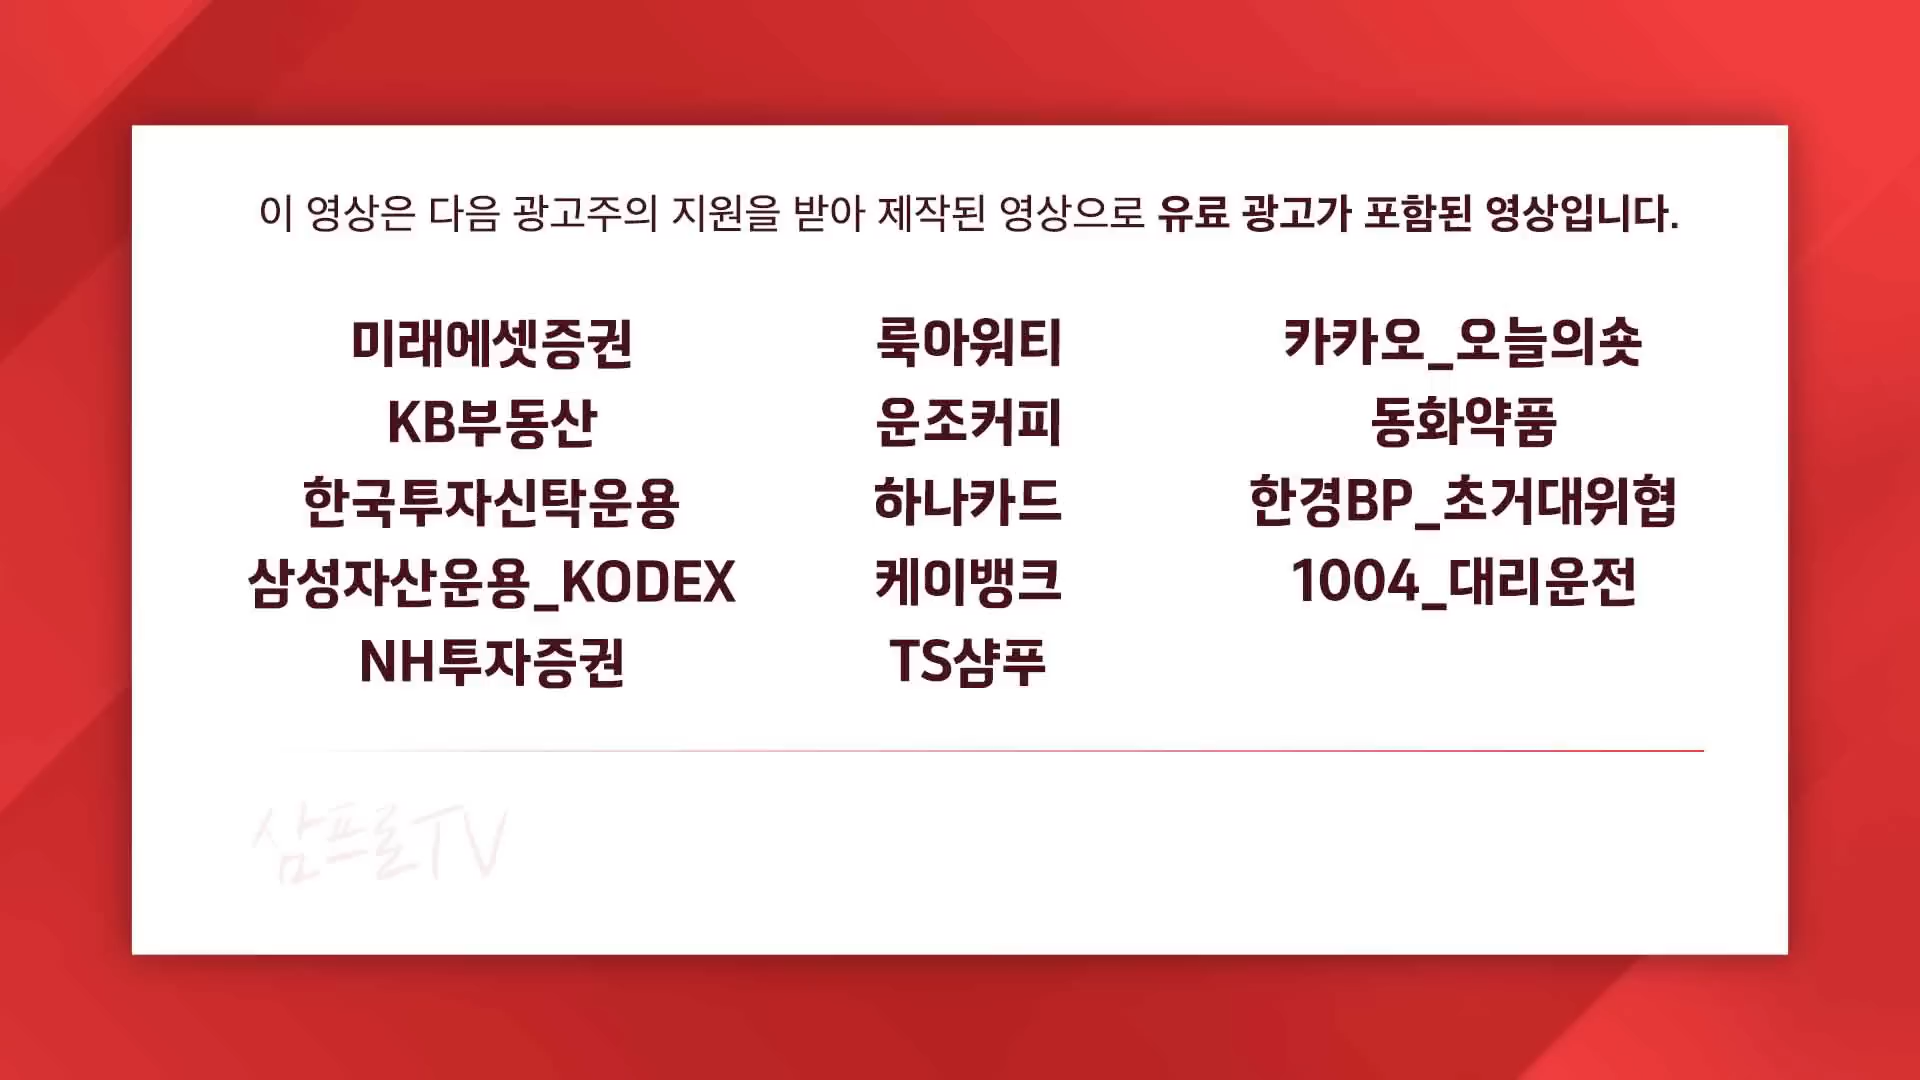 이 영상은 다음 광고주의 지원을 받아 제작된 영상으로 유료 광고가 포함된 영상입니다.
미래에셋증권
KB부동산
한국투자신탁운용
삼성자산운용_KODEX
NH투자증권
룩아워티
운조커피
하나카드
케이뱅크
TS샴푸
카카오_오늘의숏
동화약품
한경BP_초거대위협
1004_대리운전
삼프로TV